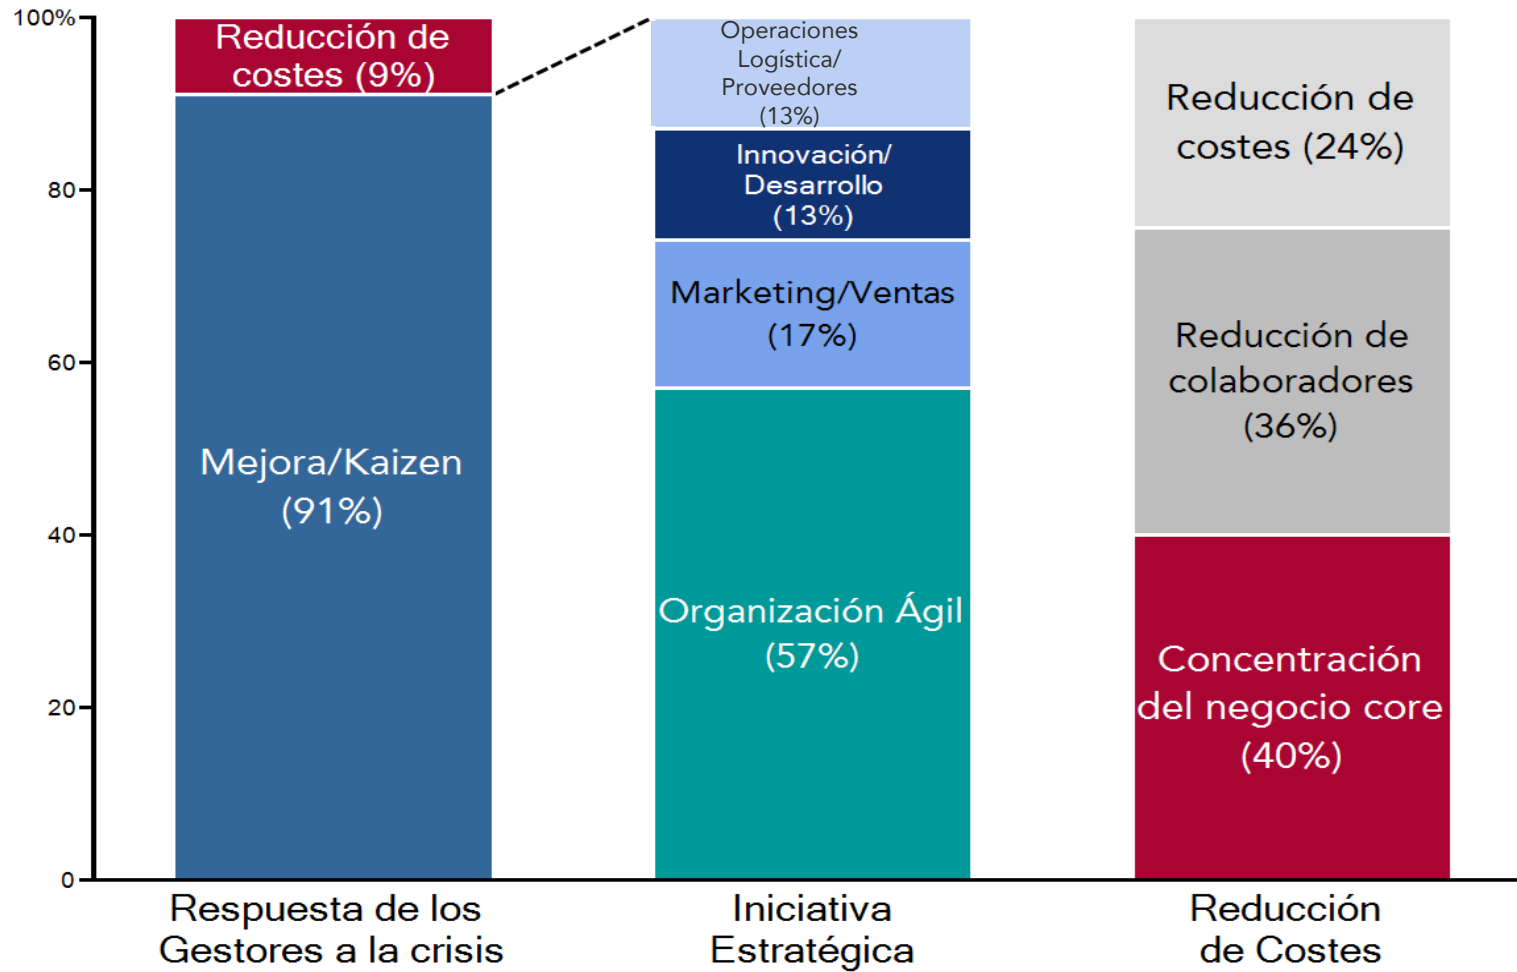 100%
80
60
40
20
0
Reducción de
costes (9%)
Mejora/Kaizen
(91%)
Operaciones
Logística/
Proveedores
(13%)
Innovación/
Desarrollo
(13%)
Marketing/Ventas
(17%)
Organización Ágil
(57%)
Reducción de
costes (24%)
Reducción de
colaboradores
(36%)
Concentración
del negocio core
(40%)
Respuesta de los
Gestores a la crisis
Iniciativa
Estratégica
Reducción
de Costes